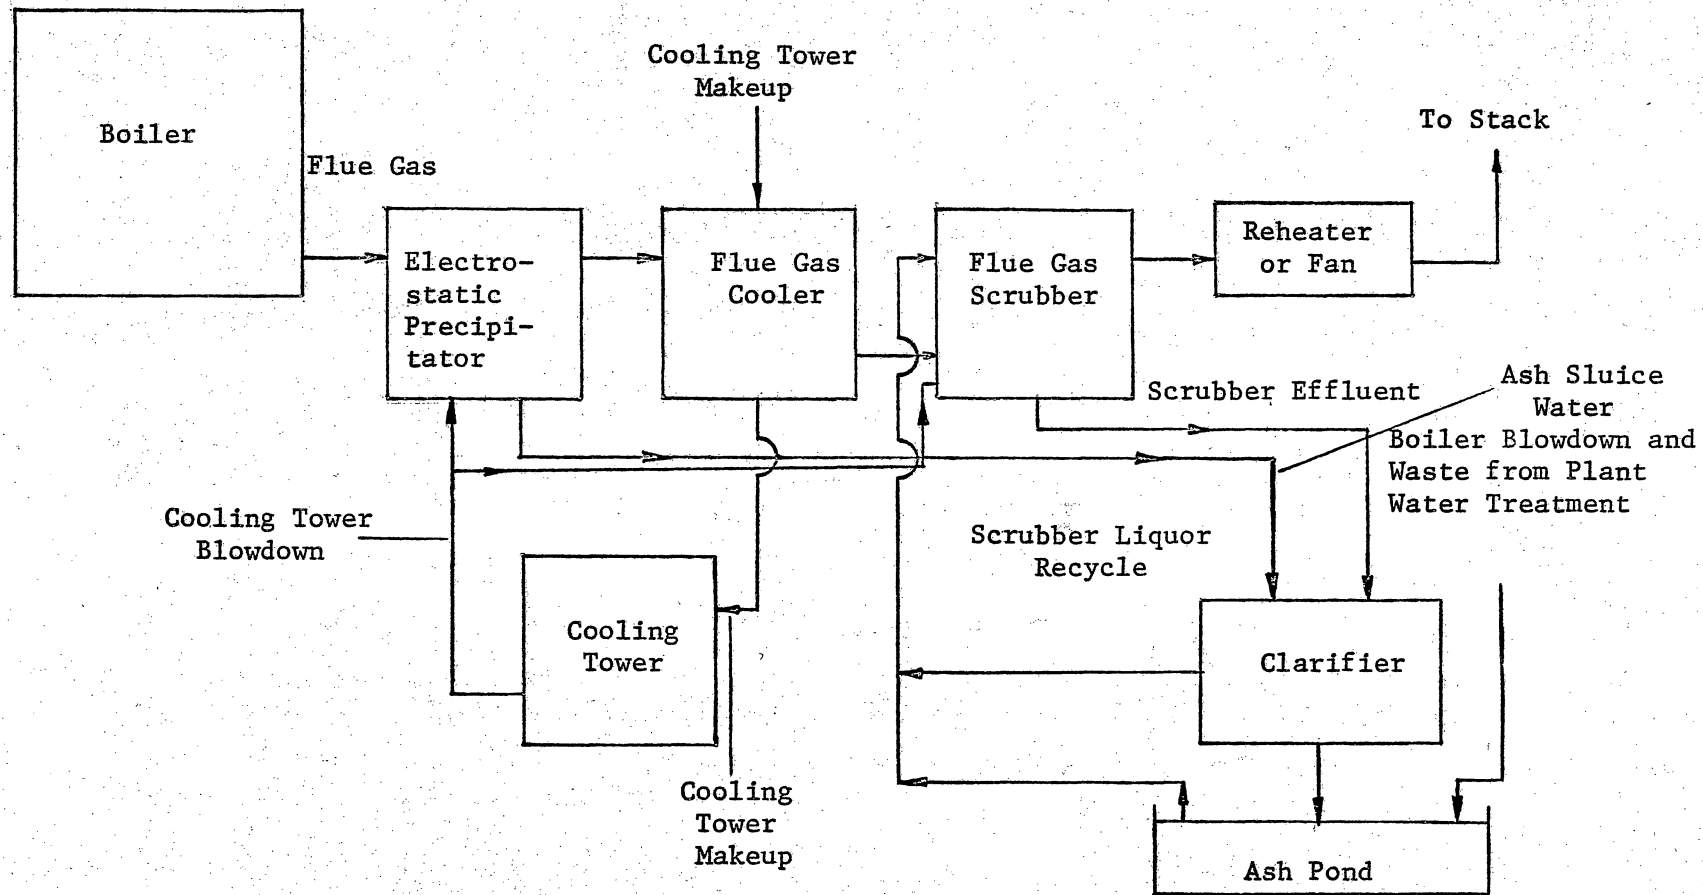 Cooling Tower
Makeup
To Stack
Boiler
Flue Gas
Electro-
static
Precipi-
tator
Flue Gas
Cooler
Flue Gas
Scrubber
Reheater
or Fan
Scrubber Effluent
Ash Sluice
Water
Boiler Blowdown and
Waste from Plant
Water Treatment
Cooling Tower
Blowdown
Scrubber Liquor
Recycle
Cooling
Tower
Clarifier
Cooling
Tower
Makeup
Ash Pond